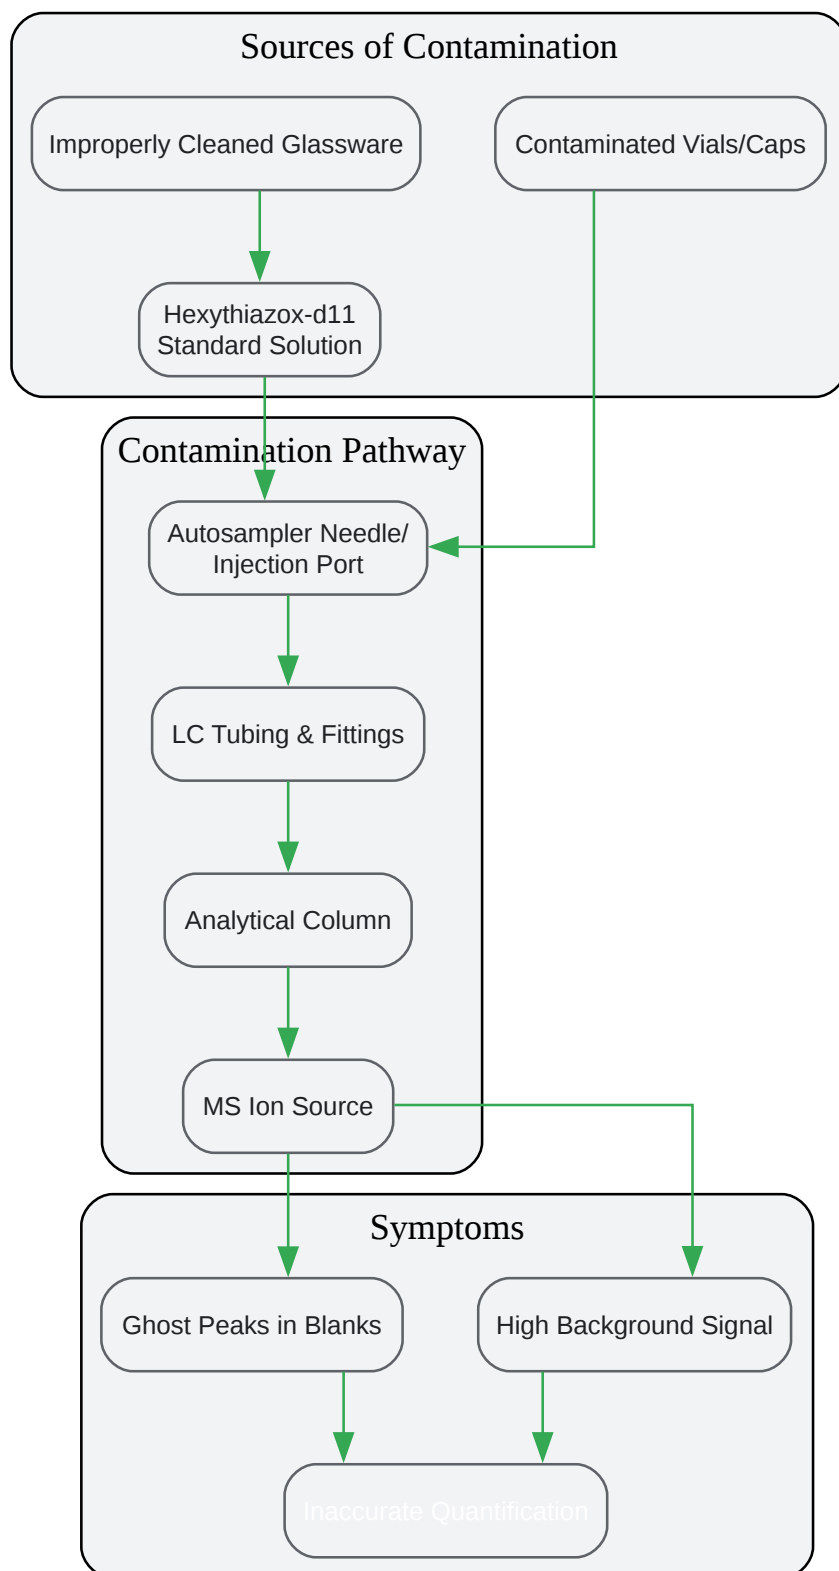 Sources of Contamination
Improperly Cleaned Glassware
Contaminated Vials/Caps
Hexythiazox-d11
Standard Solution
Contamination Pathway
Autosampler Needle/
Injection Port
LC Tubing & Fittings
Analytical Column
MS Ion Source
Symptoms
Ghost Peaks in Blanks
High Background Signal
Inaccurate Quantification